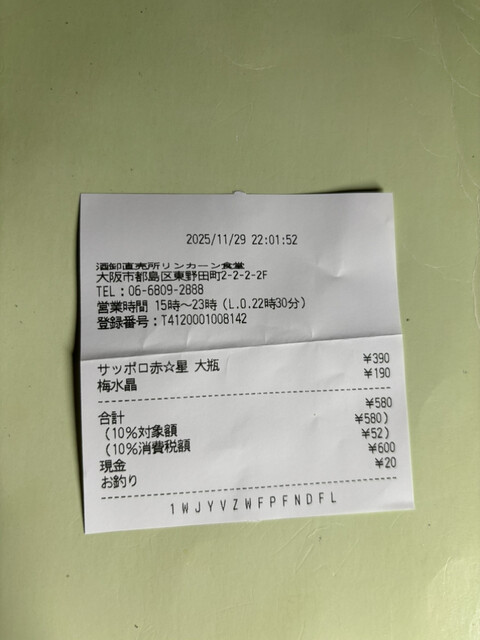 2025/11/29 22:01:52
酒卸直売所リンカーン食堂
大阪市都島区東野田町2-2-2-2F
TEL：06-6809-2888
営業時間 15時～23時（L.O.22時30分）
登録番号：T4120001008142
サッポロ赤☆星 大瓶 ¥390
梅水晶 ¥190
合計 ¥580
（10%対象額 ¥580）
（10%消費税額 ¥52）
現金 ¥600
お釣り ¥20
1WJYVZWFPFNDFL